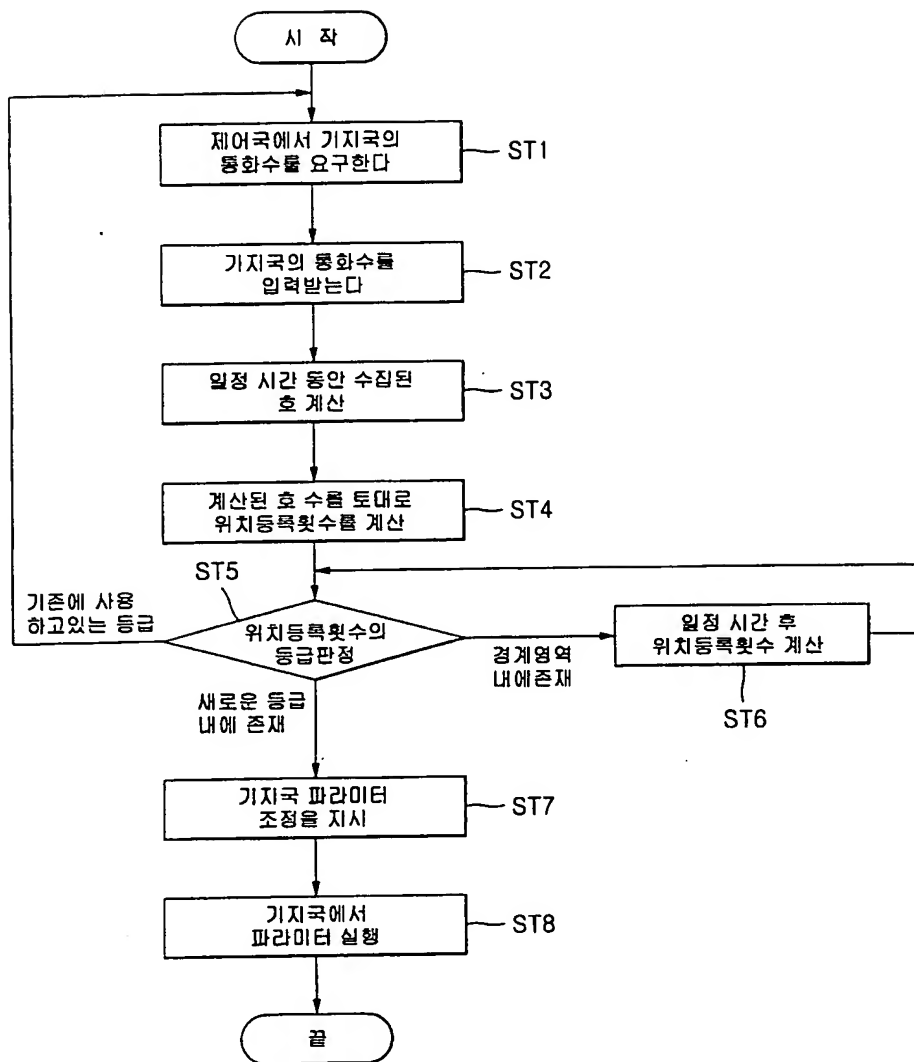 시 작
제어국에서 기지국의
통화수를 요구한다
ST1
기지국의 통화수를
입력받는다
ST2
일정 시간 동안 수집된
호 계산
ST3
계산된 호 수를 토대로
위치등록횟수를 계산
ST4
ST5
기존에 사용
하고있는 등급
위치등록횟수의
등급판정
경계영역
내에존재
일정 시간 후
위치등록횟수 계산
ST6
새로운 등급
내에 존재
기지국 파라미터
조정을 지시
ST7
기지국에서
파라미터 실행
ST8
끝